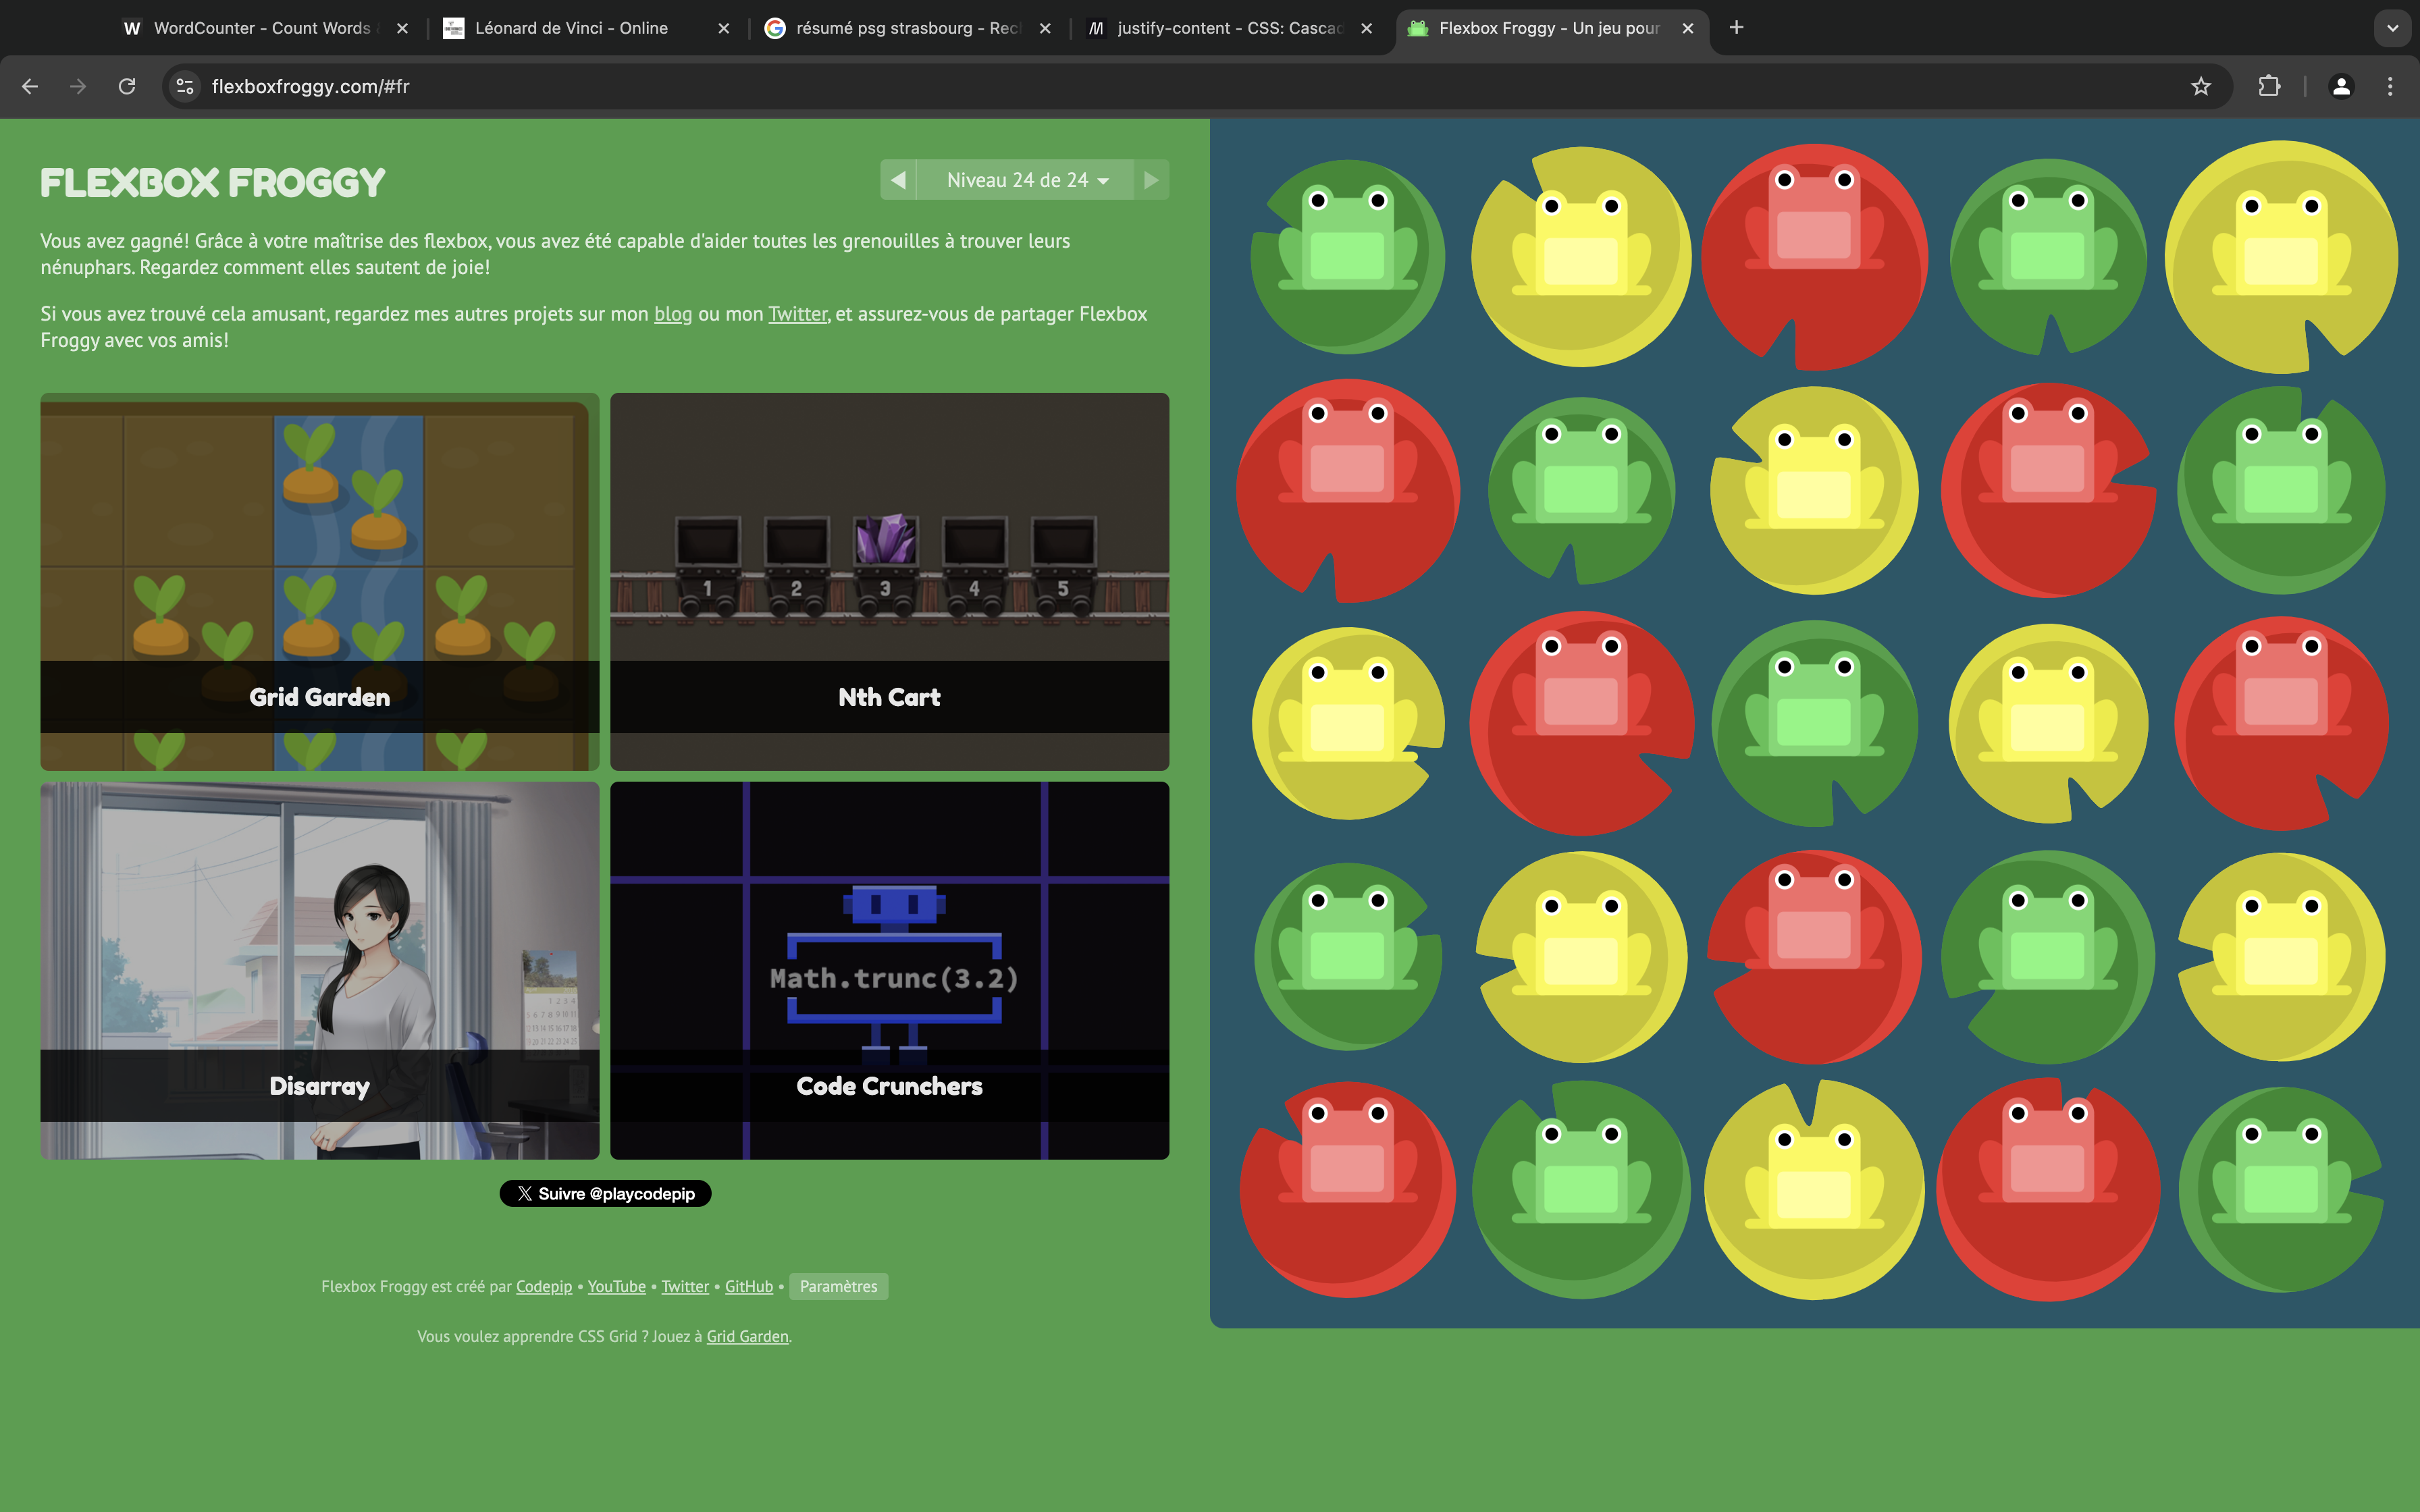 WordCounter - Count Words &
Léonard de Vinci - Online
résumé psg strasbourg - Rec
justify-content - CSS: Cascad
Flexbox Froggy - Un jeu pour
flexboxfroggy.com/#fr
FLEXBOX FROGGY
Niveau 24 de 24
Vous avez gagné! Grâce à votre maîtrise des flexbox, vous avez été capable d'aider toutes les grenouilles à trouver leurs
nénuphars. Regardez comment elles sautent de joie!
Si vous avez trouvé cela amusant, regardez mes autres projets sur mon blog ou mon Twitter, et assurez-vous de partager Flexbox
Froggy avec vos amis!
1 2 3 4 5
Grid Garden
Nth Cart
Math.trunc(3.2)
Disarray
Code Crunchers
Suivre @playcodepip
Flexbox Froggy est créé par Codepip • YouTube • Twitter • GitHub • Paramètres
Vous voulez apprendre CSS Grid ? Jouez à Grid Garden.